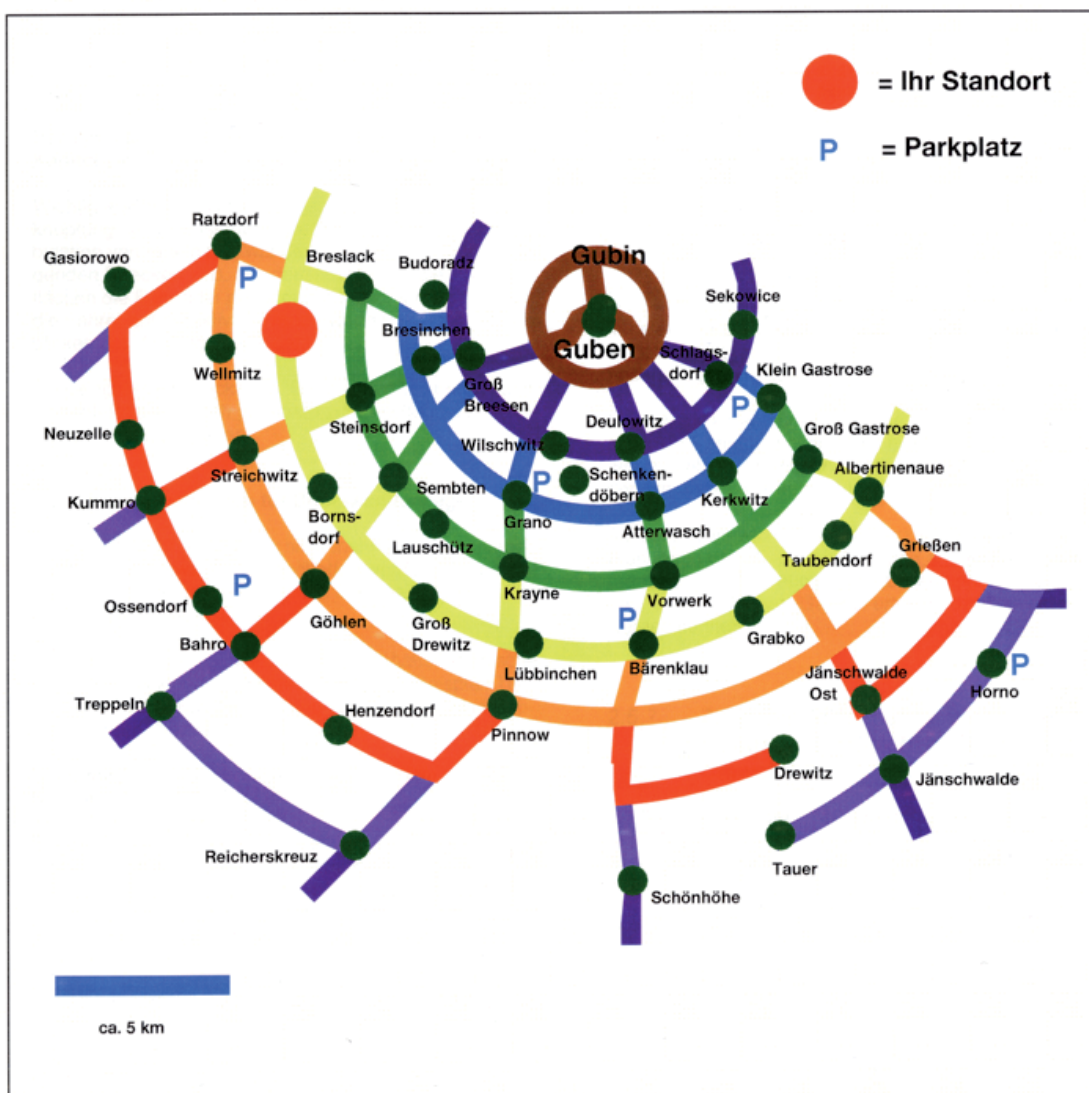 = Ihr Standort
P = Parkplatz
Ratzdorf
Gasiorowo
P
Breslack
Budoradz
Gubin
Sekowice
Bresinchen
Guben
Schlags-
dorf
Klein Gastrose
Wellmitz
Groß
Breesen
P
Neuzelle
Steinsdorf
Wilschwitz
Deulowitz
Groß Gastrose
Streichwitz
Albertinenaue
Kummro
Sembten
P
Schenken-
döbern
Kerkwitz
Borns-
dorf
Grano
Atterwasch
Lauschütz
Taubendorf
Grießen
P
Krayne
Vorwerk
Ossendorf
Göhlen
Groß
Drewitz
P
Grabko
Bahro
Lübbinchen
Bärenklau
Jänschwalde
Ost
P
Horno
Treppeln
Henzendorf
Pinnow
Drewitz
Jänschwalde
Reicherskreuz
Tauer
Schönhöhe
ca. 5 km